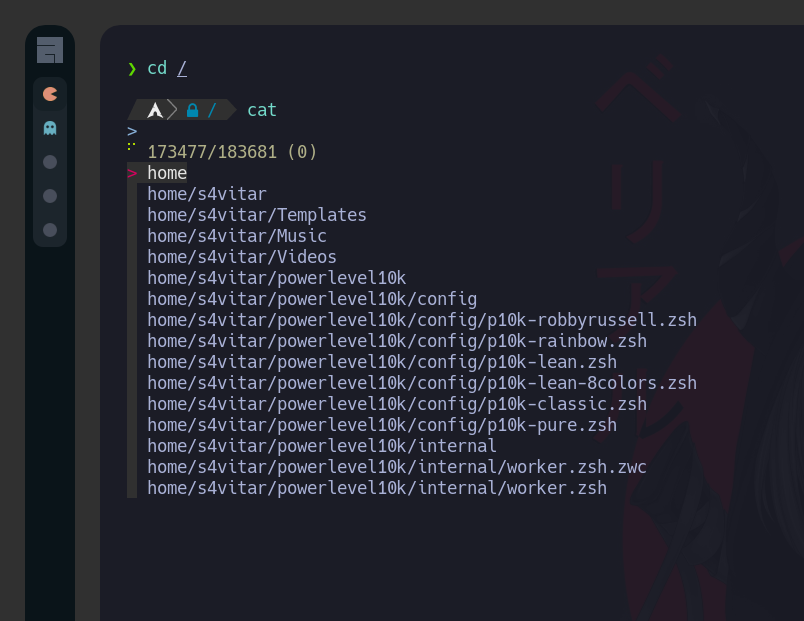 ❯ cd /
/ cat
>
173477/183681 (0)
> home
home/s4vitar
home/s4vitar/Templates
home/s4vitar/Music
home/s4vitar/Videos
home/s4vitar/powerlevel10k
home/s4vitar/powerlevel10k/config
home/s4vitar/powerlevel10k/config/p10k-robbyrussell.zsh
home/s4vitar/powerlevel10k/config/p10k-rainbow.zsh
home/s4vitar/powerlevel10k/config/p10k-lean.zsh
home/s4vitar/powerlevel10k/config/p10k-lean-8colors.zsh
home/s4vitar/powerlevel10k/config/p10k-classic.zsh
home/s4vitar/powerlevel10k/config/p10k-pure.zsh
home/s4vitar/powerlevel10k/internal
home/s4vitar/powerlevel10k/internal/worker.zsh.zwc
home/s4vitar/powerlevel10k/internal/worker.zsh
ベリア